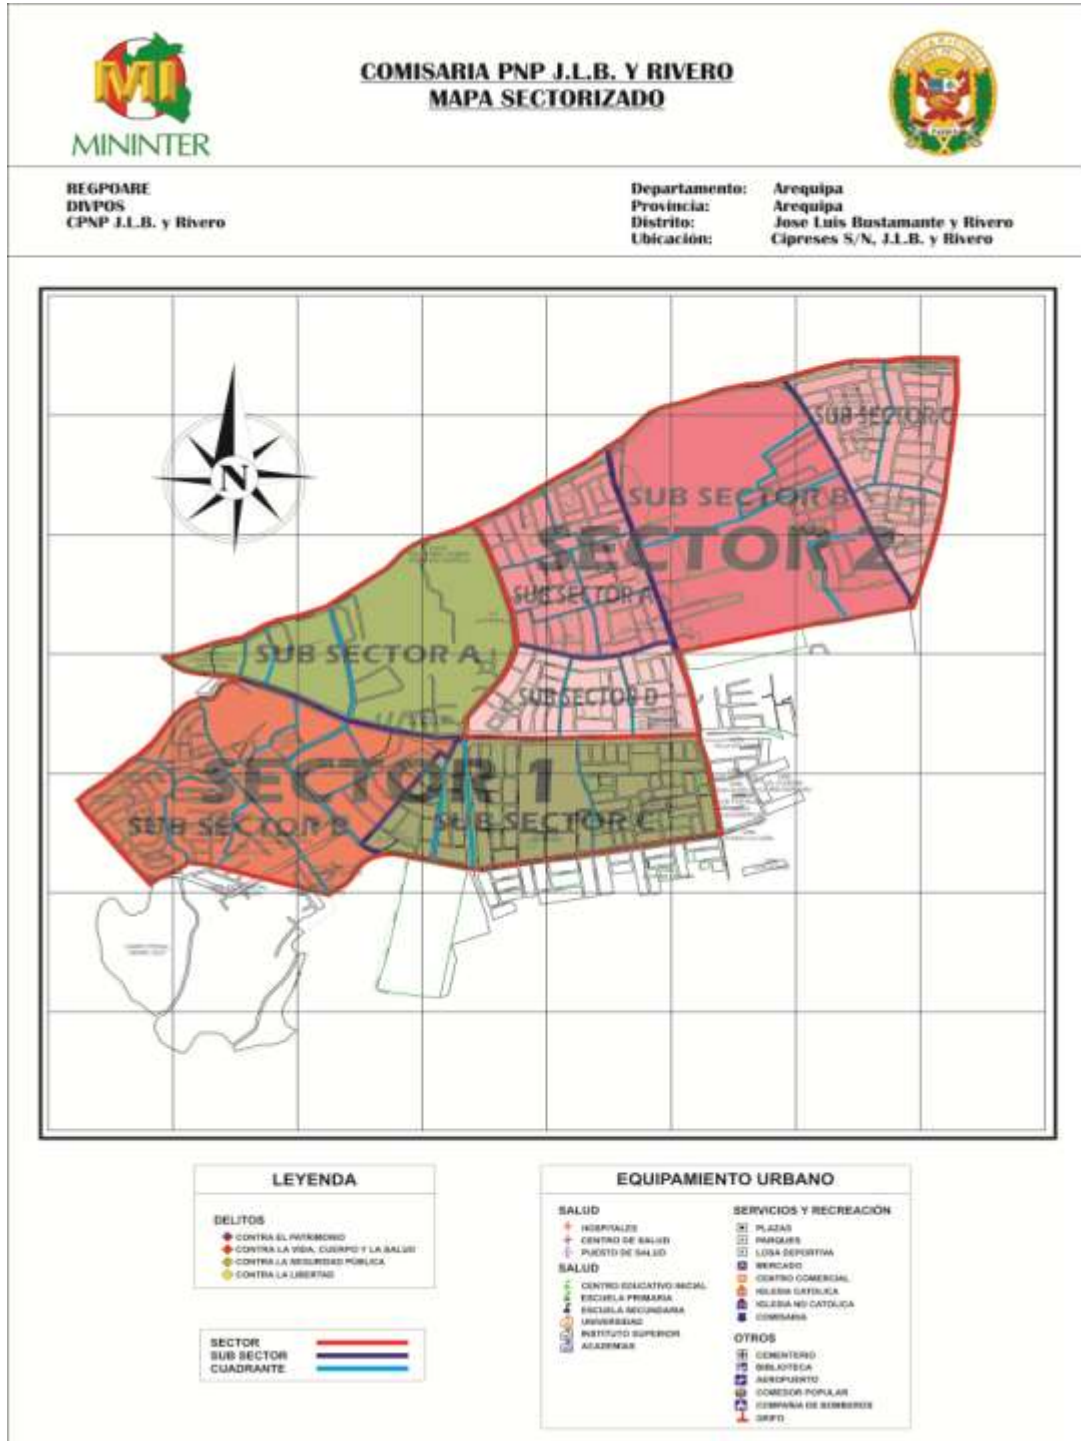 MININTER
COMISARIA PNP J.L.B. Y RIVERO
MAPA SECTORIZADO
REGPOARE
DIVPOS
CPNP J.L.B. y Rivero
Departamento: Arequipa
Provincia: Arequipa
Distrito: Jose Luis Bustamante y Rivero
Ubicación: Cipreses S/N, J.L.B. y Rivero
N
SUB SECTOR C
SUB SECTOR B
SECTOR 2
SUB SECTOR A
SUB SECTOR A
SUB SECTOR D
SECTOR 1
SUB SECTOR B
SUB SECTOR C
LEYENDA
DELITOS
CONTRA EL PATRIMONIO
CONTRA LA VIDA, CUERPO Y LA SALUD
CONTRA LA SEGURIDAD PÚBLICA
CONTRA LA LIBERTAD
SECTOR
SUB SECTOR
CUADRANTE
EQUIPAMIENTO URBANO
SALUD
HOSPITALES
CENTRO DE SALUD
PUESTO DE SALUD
SALUD
CENTRO EDUCATIVO INICIAL
ESCUELA PRIMARIA
ESCUELA SECUNDARIA
UNIVERSIDAD
INSTITUTO SUPERIOR
ACADEMIAS
SERVICIOS Y RECREACIÓN
PLAZAS
PARQUES
LOSA DEPORTIVA
MERCADO
CENTRO COMERCIAL
IGLESIA CATOLICA
IGLESIA NO CATOLICA
COMISARIA
OTROS
CEMENTERIO
BIBLIOTECA
AEROPUERTO
COMEDOR POPULAR
COMPAÑIA DE BOMBEROS
GRIFO